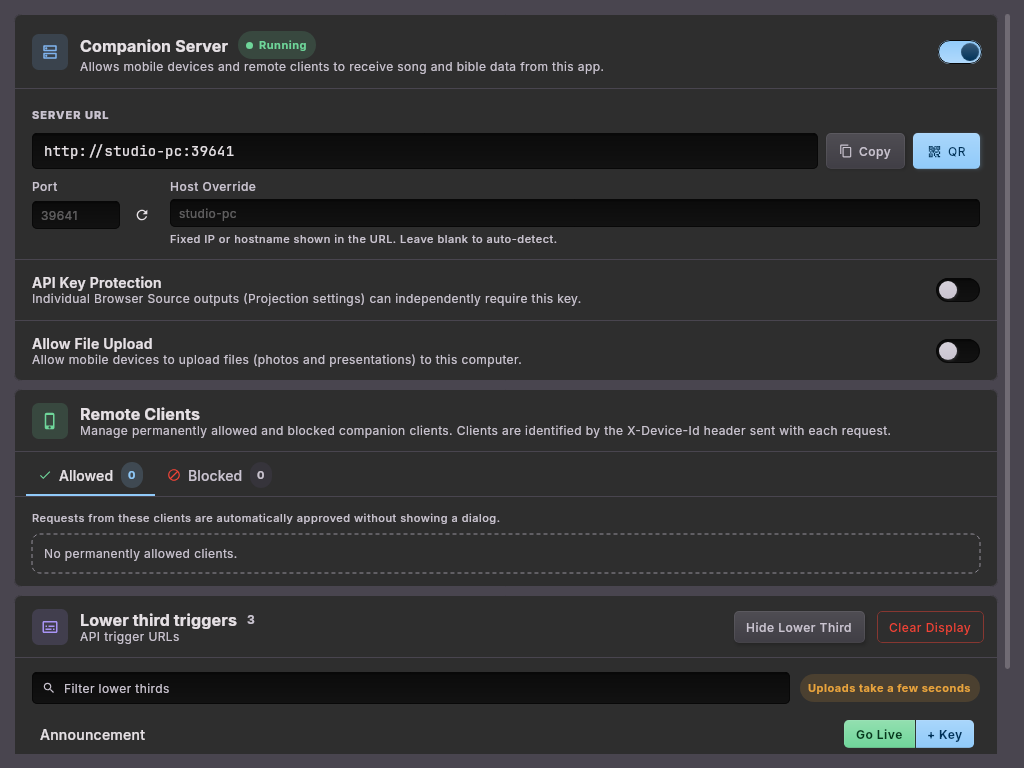 Companion Server Running
Allows mobile devices and remote clients to receive song and bible data from this app.
SERVER URL
http://studio-pc:39641
Copy
QR
Port
Host Override
39641
studio-pc
Fixed IP or hostname shown in the URL. Leave blank to auto-detect.
API Key Protection
Individual Browser Source outputs (Projection settings) can independently require this key.
Allow File Upload
Allow mobile devices to upload files (photos and presentations) to this computer.
Remote Clients
Manage permanently allowed and blocked companion clients. Clients are identified by the X-Device-Id header sent with each request.
Allowed 0
Blocked 0
Requests from these clients are automatically approved without showing a dialog.
No permanently allowed clients.
Lower third triggers 3
API trigger URLs
Hide Lower Third
Clear Display
Filter lower thirds
Uploads take a few seconds
Announcement
Go Live
+ Key